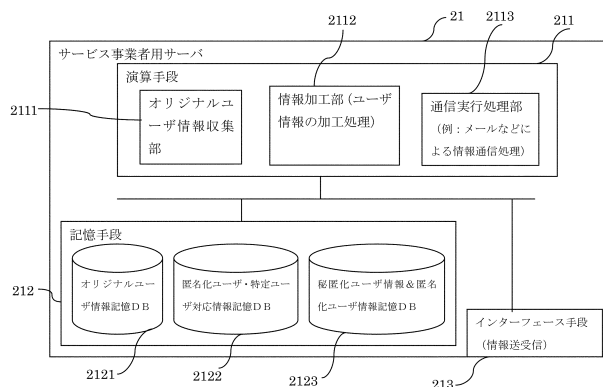 21
サービス事業者用サーバ
2112
2113
211
演算手段
2111
オリジナルユ
ーザ情報収集
部
情報加工部(ユーザ
情報の加工処理)
通信実行処理部
(例:メールなどに
よる情報通信処理)
記憶手段
212
オリジナルユー
ザ情報記憶DB
匿名化ユーザ・特定ユー
ザ対応情報記憶DB
秘匿化ユーザ情報&匿名
化ユーザ情報記憶DB
インターフェース手段
(情報送受信)
2121
2122
2123
213